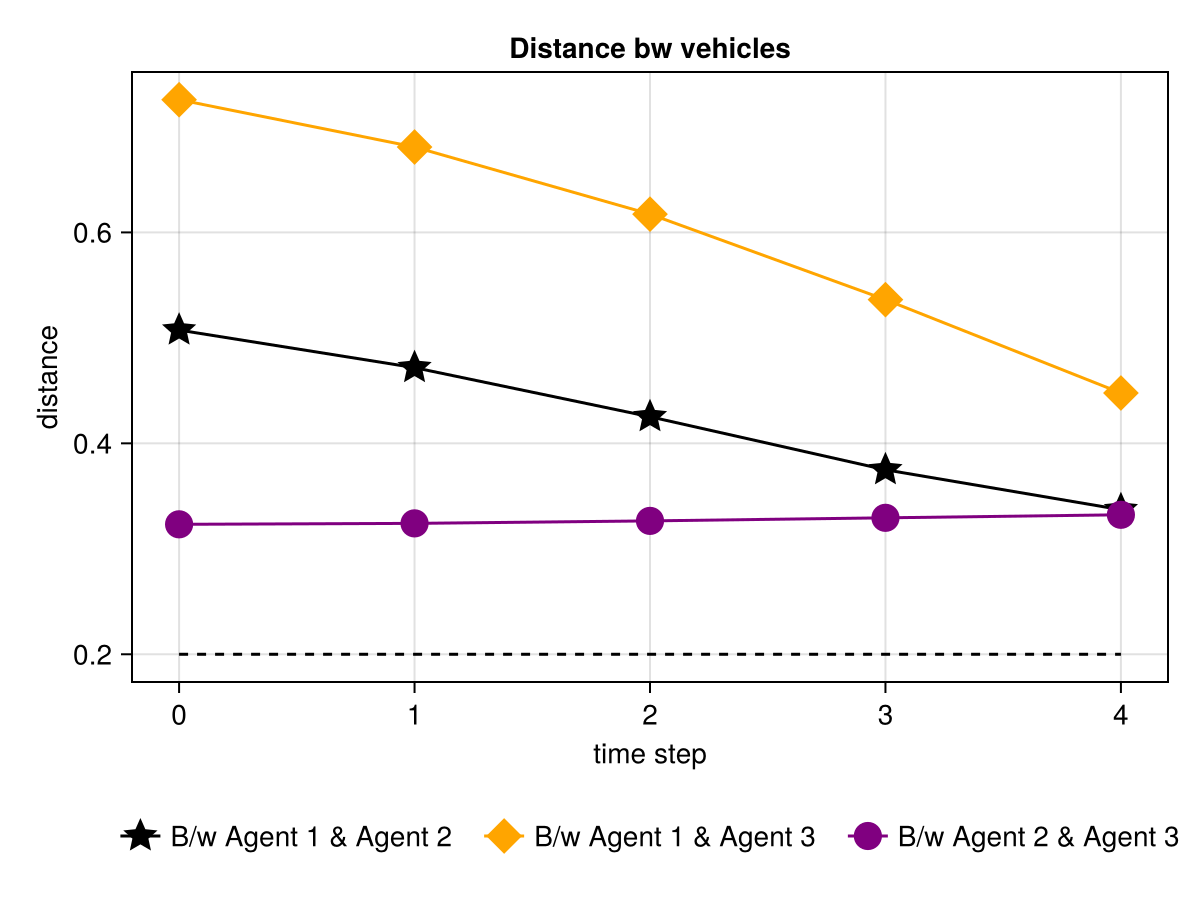 Distance bw vehicles
distance
0.6
0.4
0.2
0 1 2 3 4
time step
B/w Agent 1 & Agent 2 B/w Agent 1 & Agent 3 B/w Agent 2 & Agent 3